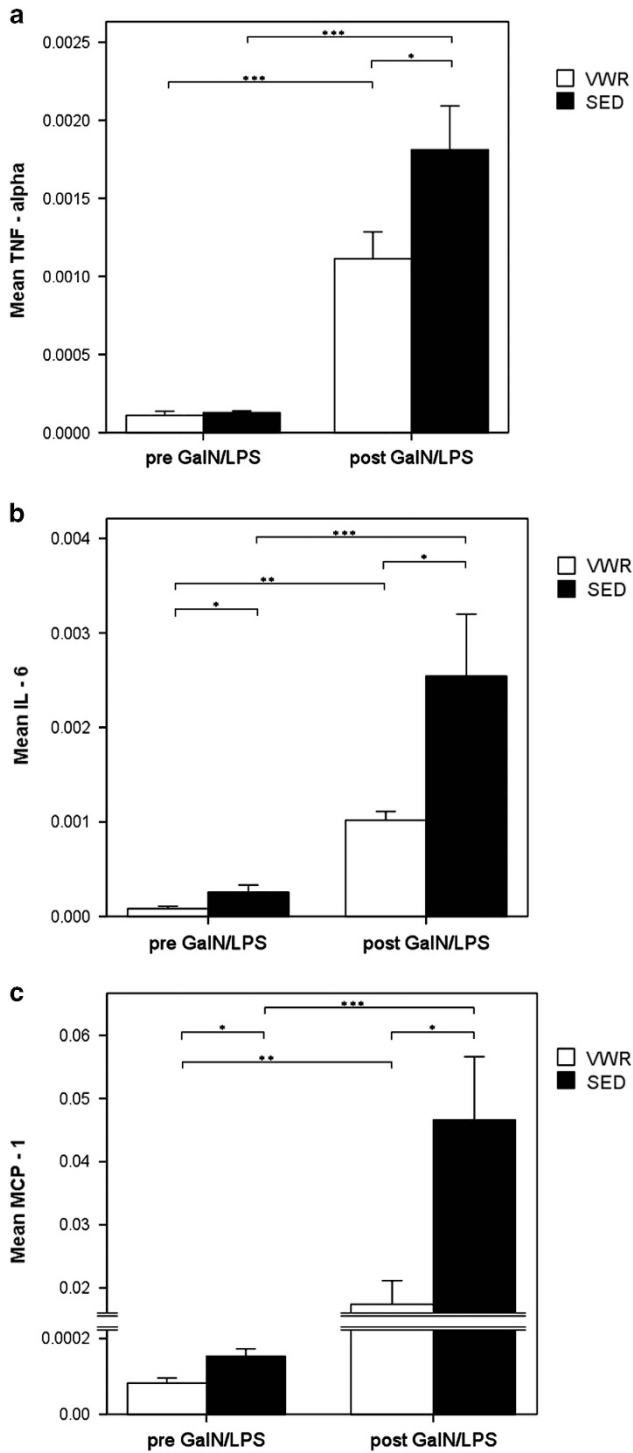 a
0.0025
0.0020
0.0015
0.0010
0.0005
0.0000
Mean TNF - alpha
*** 
***
*
VWR
SED
pre GalN/LPS
post GalN/LPS
b
0.004
0.003
0.002
0.001
0.000
Mean IL - 6
***
**
*
*
VWR
SED
pre GalN/LPS
post GalN/LPS
c
0.06
0.05
0.04
0.03
0.02
0.0002
0.00
Mean MCP - 1
***
*
*
**
VWR
SED
pre GalN/LPS
post GalN/LPS